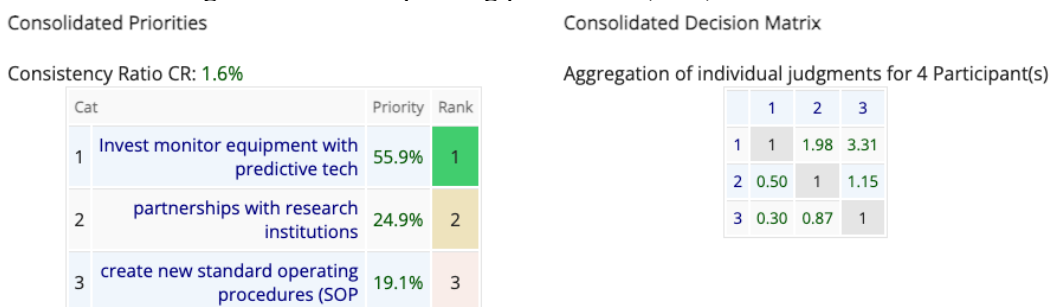 Consolidated Priorities
Consistency Ratio CR: 1.6%
Cat Priority Rank
1 Invest monitor equipment with predictive tech 55.9% 1
2 partnerships with research institutions 24.9% 2
3 create new standard operating procedures (SOP 19.1% 3
Consolidated Decision Matrix
Aggregation of individual judgments for 4 Participant(s)
1 2 3
1 1 1.98 3.31
2 0.50 1 1.15
3 0.30 0.87 1